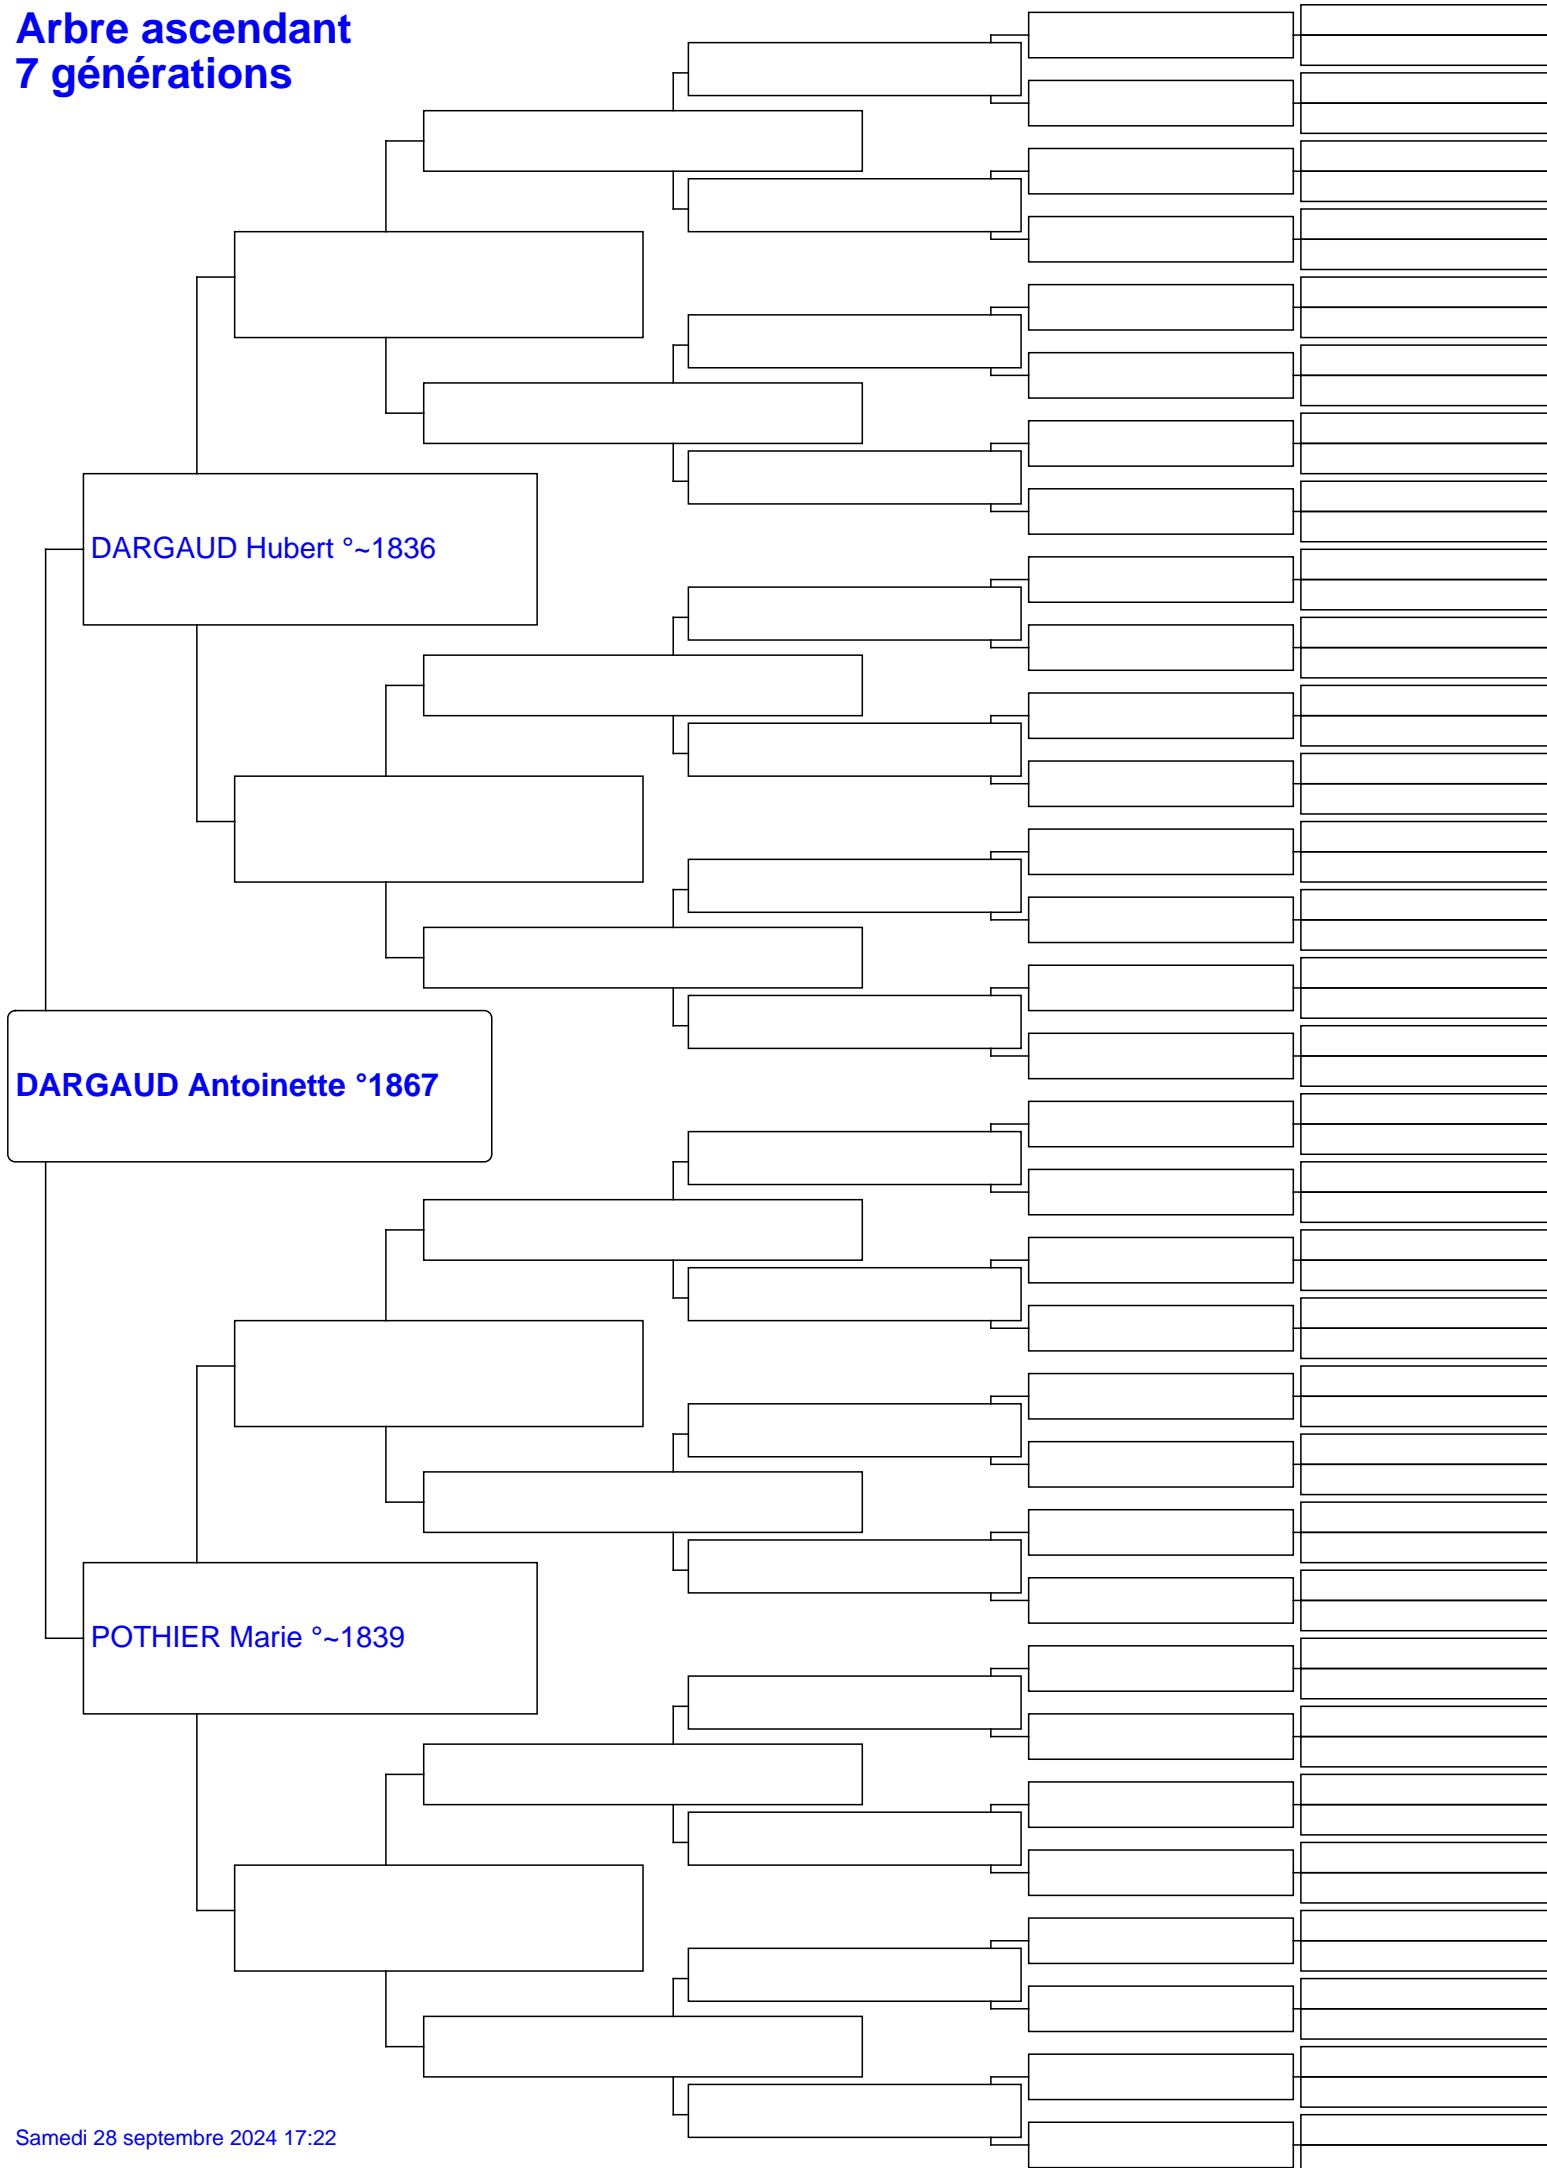 Arbre ascendant
7 générations
DARGAUD Hubert °~1836
DARGAUD Antoinette °1867
POTHIER Marie °~1839
Samedi 28 septembre 2024 17:22